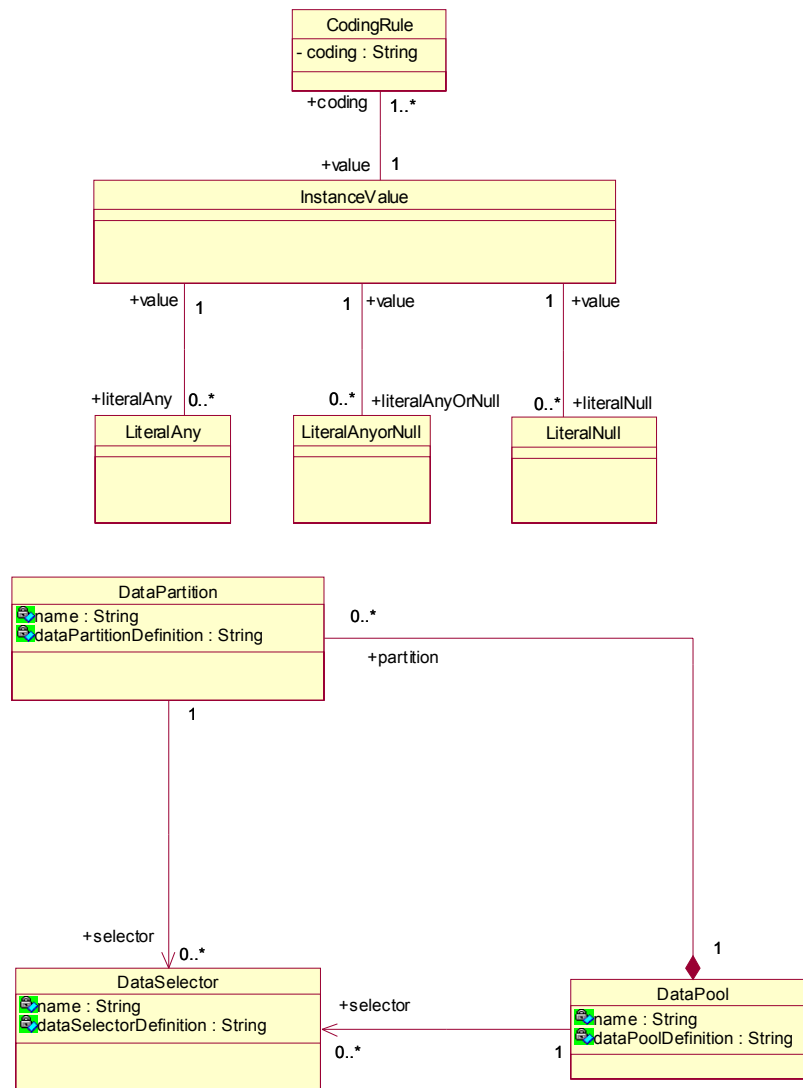 CodingRule
- coding : String
+coding
1..*
+value
1
InstanceValue
+value
1
1
+value
1
+value
+literalAny
0..*
0..*
+literalAnyOrNull
0..*
+literalNull
LiteralAny
LiteralAnyorNull
LiteralNull
DataPartition
name : String
dataPartitionDefinition : String
0..*
+partition
1
+selector
0..*
1
DataSelector
name : String
dataSelectorDefinition : String
+selector
0..*
1
DataPool
name : String
dataPoolDefinition : String